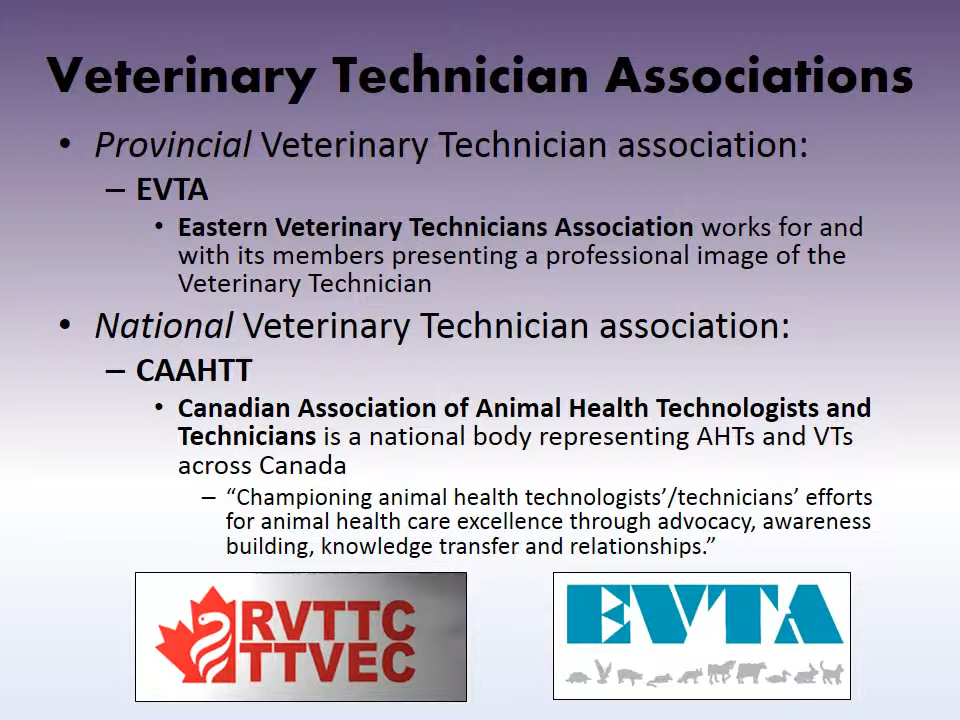 Veterinary Technician Associations
• Provincial Veterinary Technician association:
– EVTA
• Eastern Veterinary Technicians Association works for and
with its members presenting a professional image of the
Veterinary Technician
• National Veterinary Technician association:
– CAAHTT
• Canadian Association of Animal Health Technologists and
Technicians is a national body representing AHTs and VTs
across Canada
– “Championing animal health technologists’/technicians’ efforts
for animal health care excellence through advocacy, awareness
building, knowledge transfer and relationships.”
RVTTC
TTVEC
EVTA